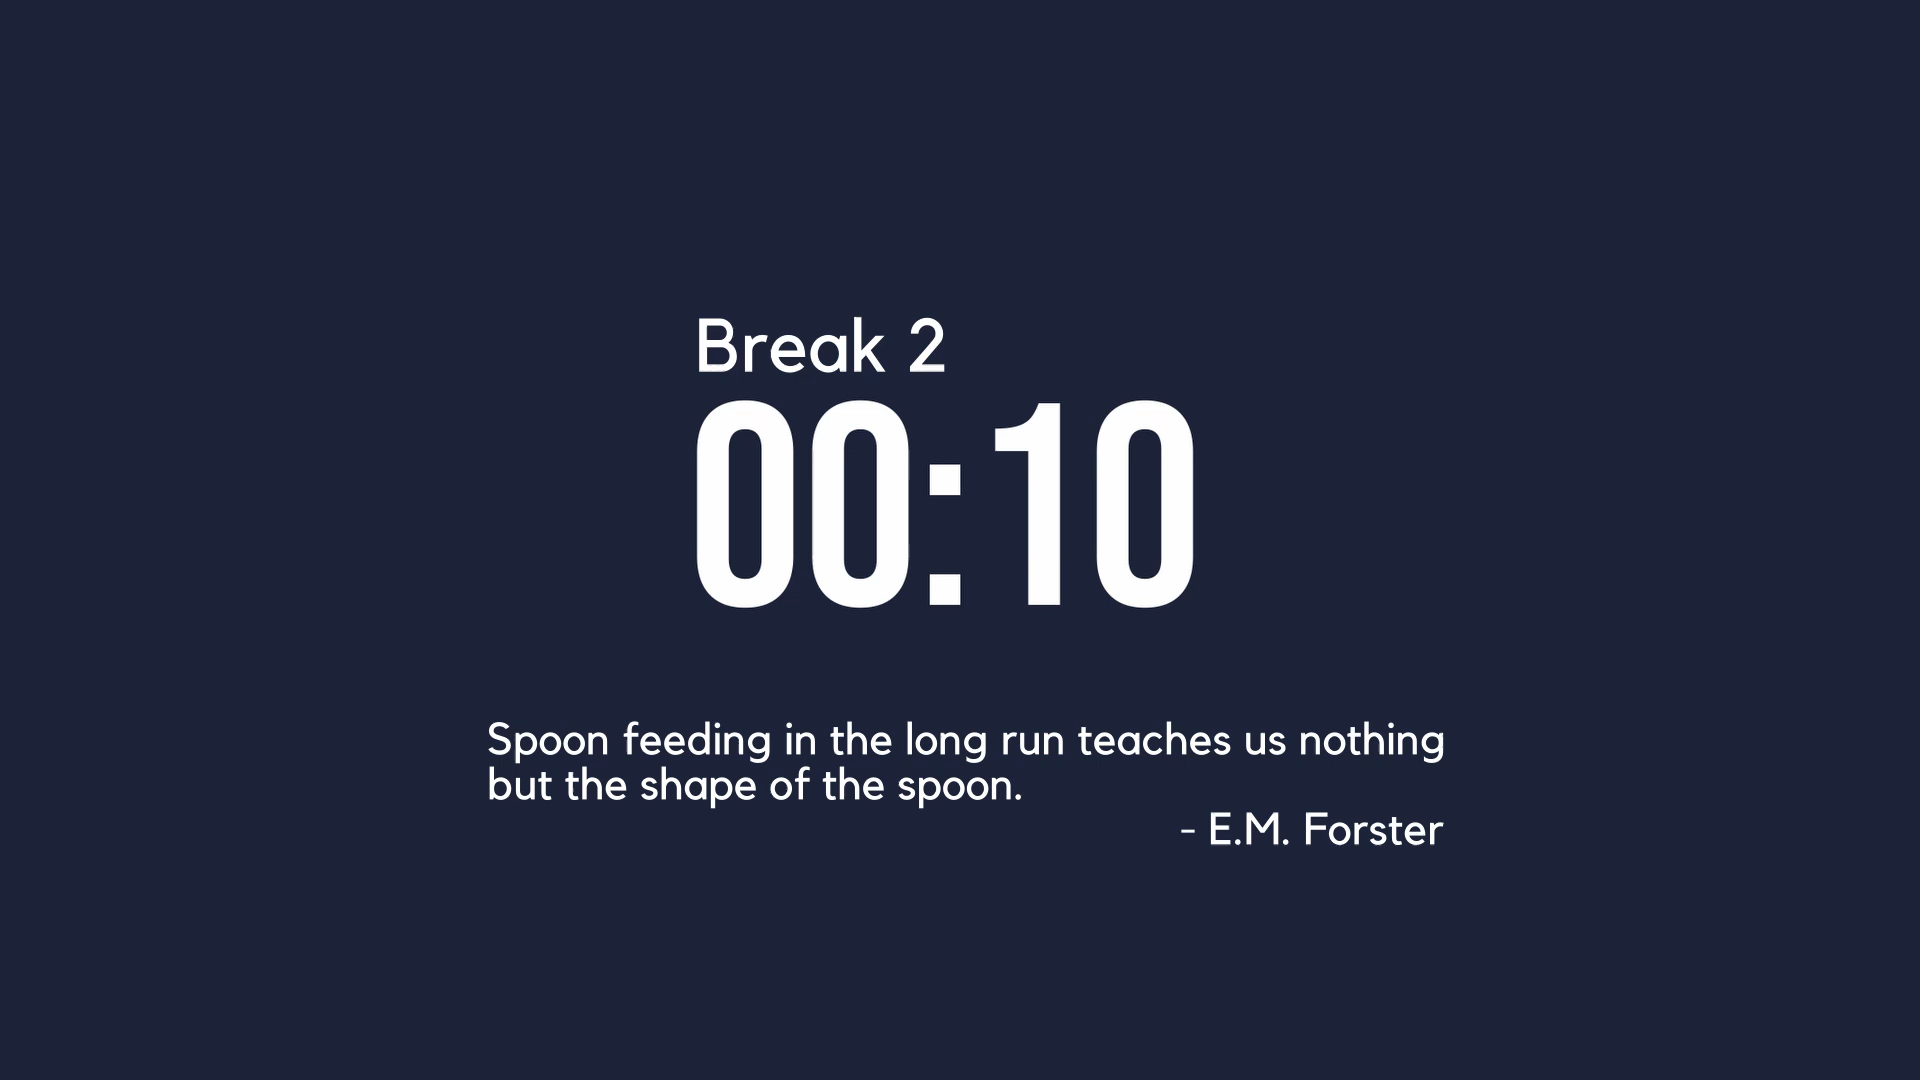 Break 2
00:10
Spoon feeding in the long run teaches us nothing
but the shape of the spoon.
- E.M. Forster